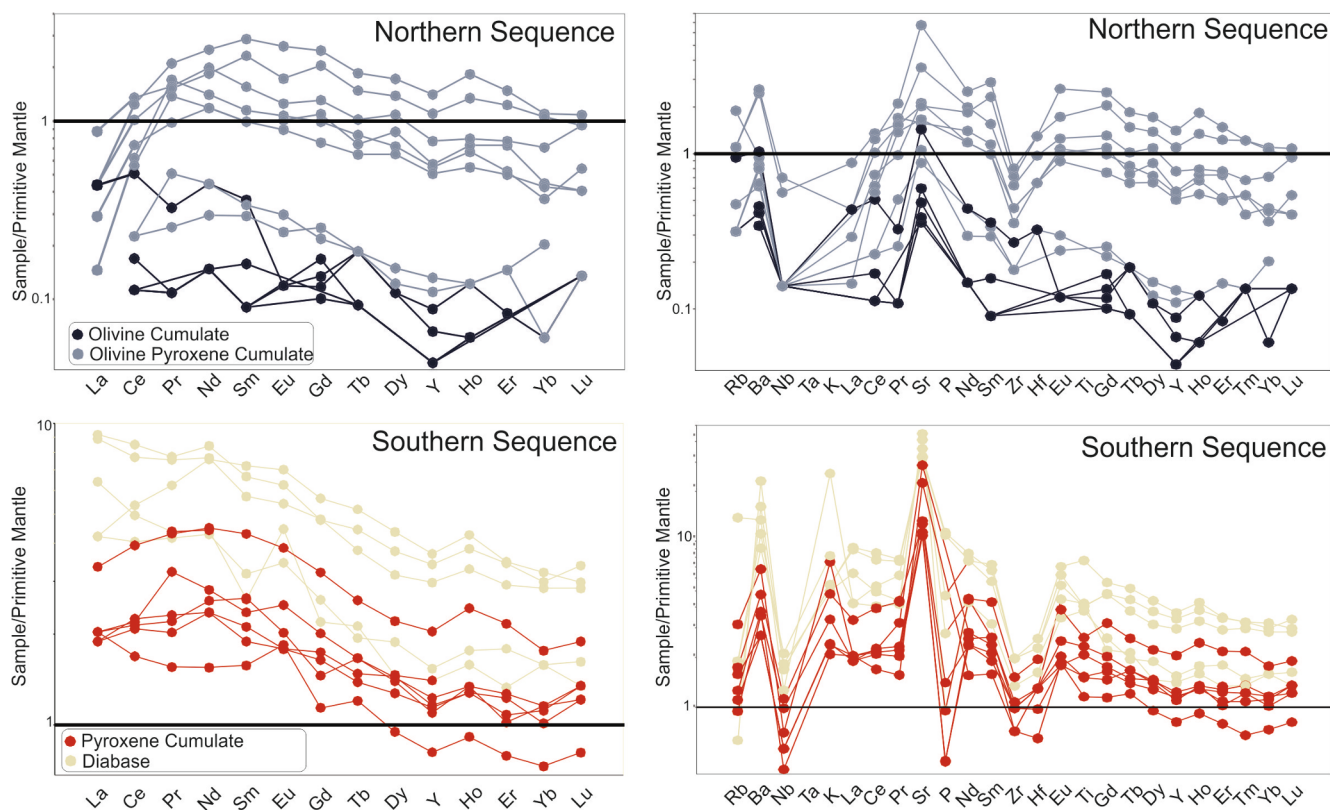 Northern Sequence
Sample/Primitive Mantle
1
0.1
Olivine Cumulate
Olivine Pyroxene Cumulate
La Ce Pr Nd Sm Eu Gd Tb Dy Y Ho Er Yb Lu
Northern Sequence
Sample/Primitive Mantle
1
0.1
Rb Ba Nb Ta K La Ce Pr Sr P Nd Sm Zr Hf Eu Ti Gd Tb Dy Y Ho Er Tm Yb Lu
Southern Sequence
Sample/Primitive Mantle
10
1
Pyroxene Cumulate
Diabase
La Ce Pr Nd Sm Eu Gd Tb Dy Y Ho Er Yb Lu
Southern Sequence
Sample/Primitive Mantle
10
1
Rb Ba Nb Ta K La Ce Pr Sr P Nd Sm Zr Hf Eu Ti Gd Tb Dy Y Ho Er Tm Yb Lu